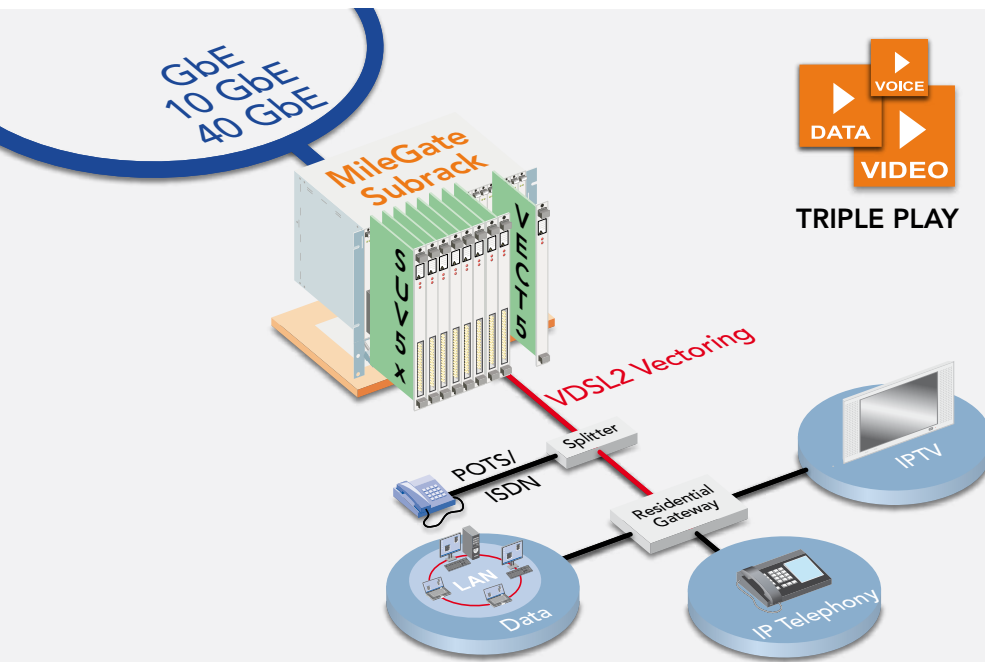 GbE
10 GbE
40 GbE
VOICE
DATA
VIDEO
TRIPLE PLAY
MileGate
Subrack
SUV5x
VECT5
VDSL2 Vectoring
Splitter
POTS/
ISDN
IPTV
Residential
Gateway
LAN
Data
IP Telephony